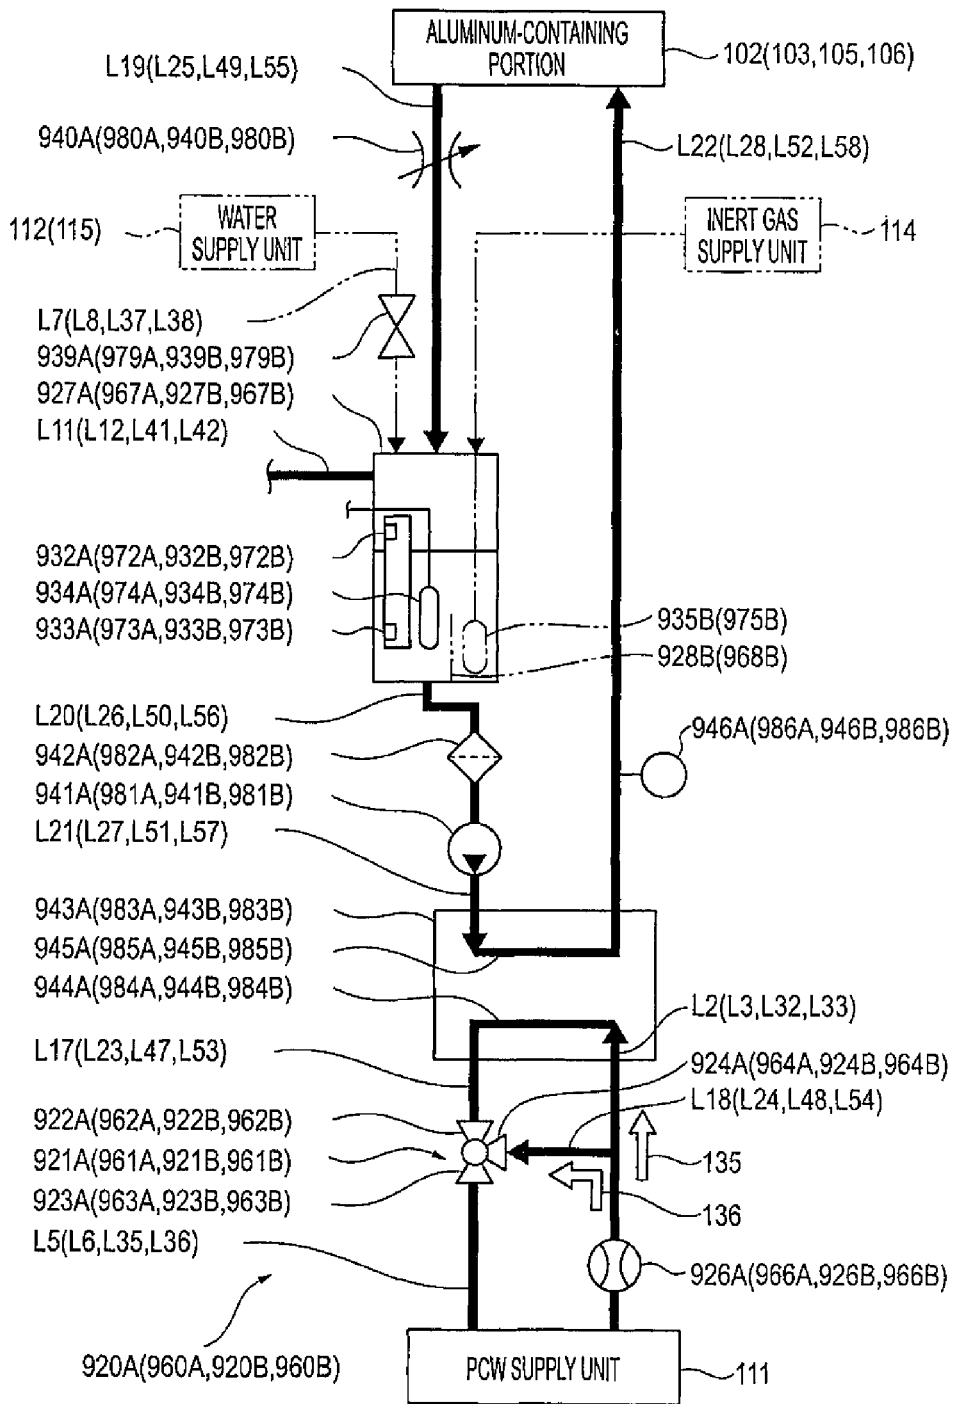 ALUMINUM-CONTAINING
PORTION
102(103,105,106)
L19(L25,L49,L55)
940A(980A,940B,980B)
L22(L28,L52,L58)
112(115)
WATER
SUPPLY UNIT
INERT GAS
SUPPLY UNIT
114
L7(L8,L37,L38)
939A(979A,939B,979B)
927A(967A,927B,967B)
L11(L12,L41,L42)
932A(972A,932B,972B)
934A(974A,934B,974B)
933A(973A,933B,973B)
935B(975B)
928B(968B)
L20(L26,L50,L56)
942A(982A,942B,982B)
941A(981A,941B,981B)
L21(L27,L51,L57)
946A(986A,946B,986B)
943A(983A,943B,983B)
945A(985A,945B,985B)
944A(984A,944B,984B)
L2(L3,L32,L33)
L17(L23,L47,L53)
924A(964A,924B,964B)
L18(L24,L48,L54)
922A(962A,922B,962B)
921A(961A,921B,961B)
923A(963A,923B,963B)
135
136
L5(L6,L35,L36)
926A(966A,926B,966B)
920A(960A,920B,960B)
PCW SUPPLY UNIT
111